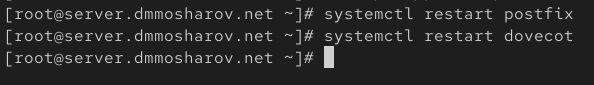 [root@server.dmmosharov.net ~]# systemctl restart postfix
[root@server.dmmosharov.net ~]# systemctl restart dovecot
[root@server.dmmosharov.net ~]#